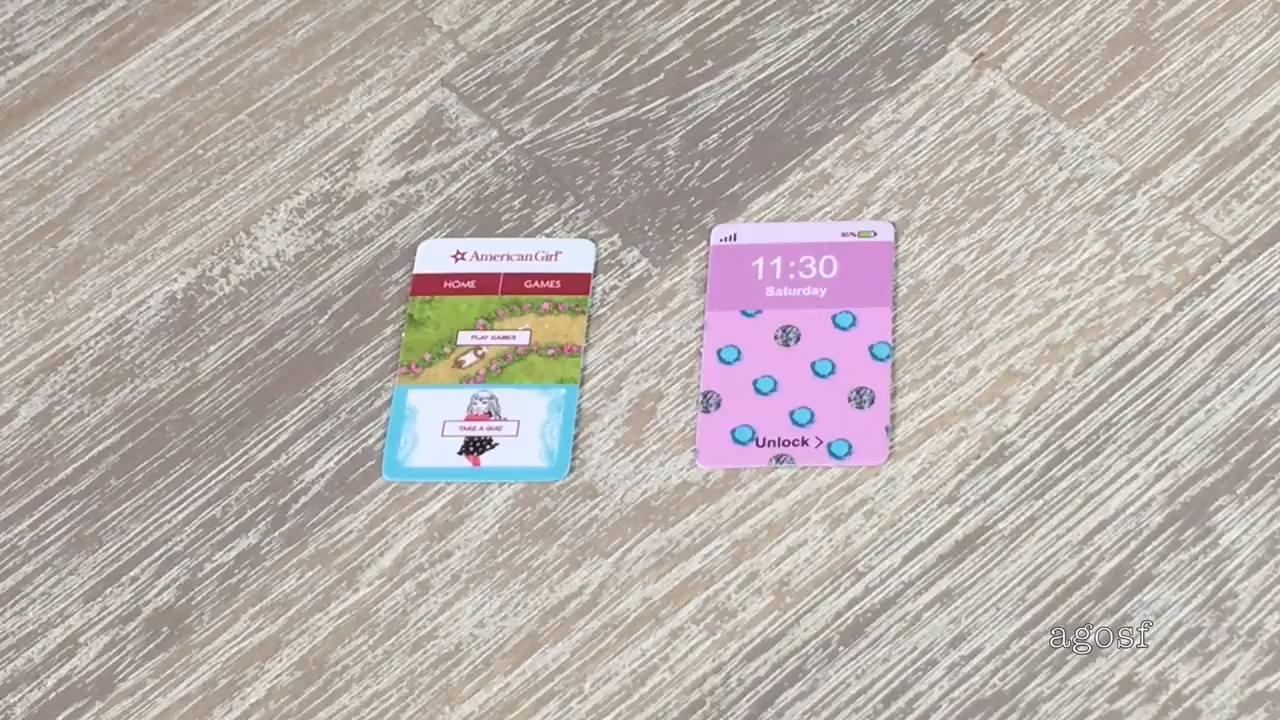 American Girl®
HOME
GAMES
PLAY GAMES
TAKE A QUIZ
11:30
Saturday
Unlock >
agosf